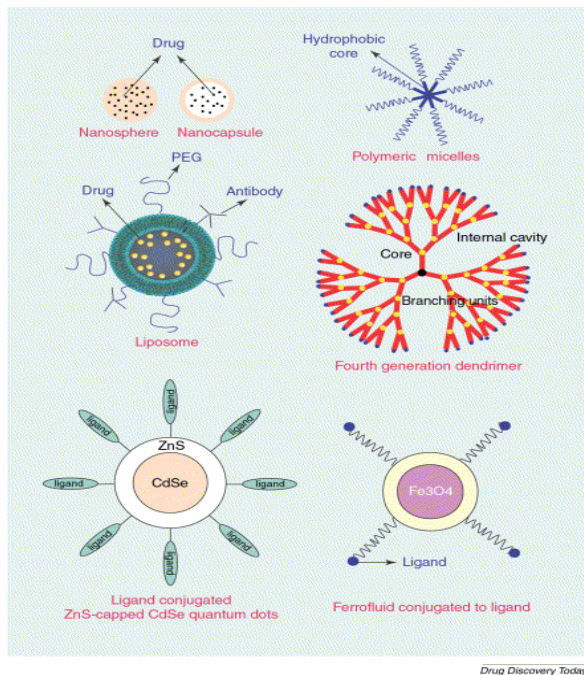 Drug
Nanosphere
Nanocapsule
Hydrophobic
core
Polymeric micelles
PEG
Drug
Antibody
Liposome
Core
Internal cavity
Branching units
Fourth generation dendrimer
ligand
ligand
ligand
ligand
ligand
ligand
ligand
ligand
ZnS
CdSe
Ligand conjugated
ZnS-capped CdSe quantum dots
Fe3O4
Ligand
Ferrofluid conjugated to ligand
Drug Discovery Today